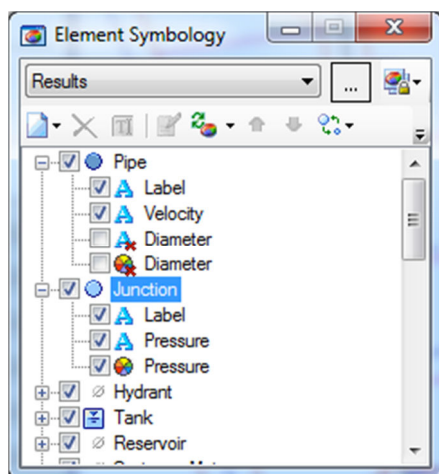 Element Symbology
Results
...
Pipe
Label
Velocity
Diameter
Diameter
Junction
Label
Pressure
Pressure
Hydrant
Tank
Reservoir